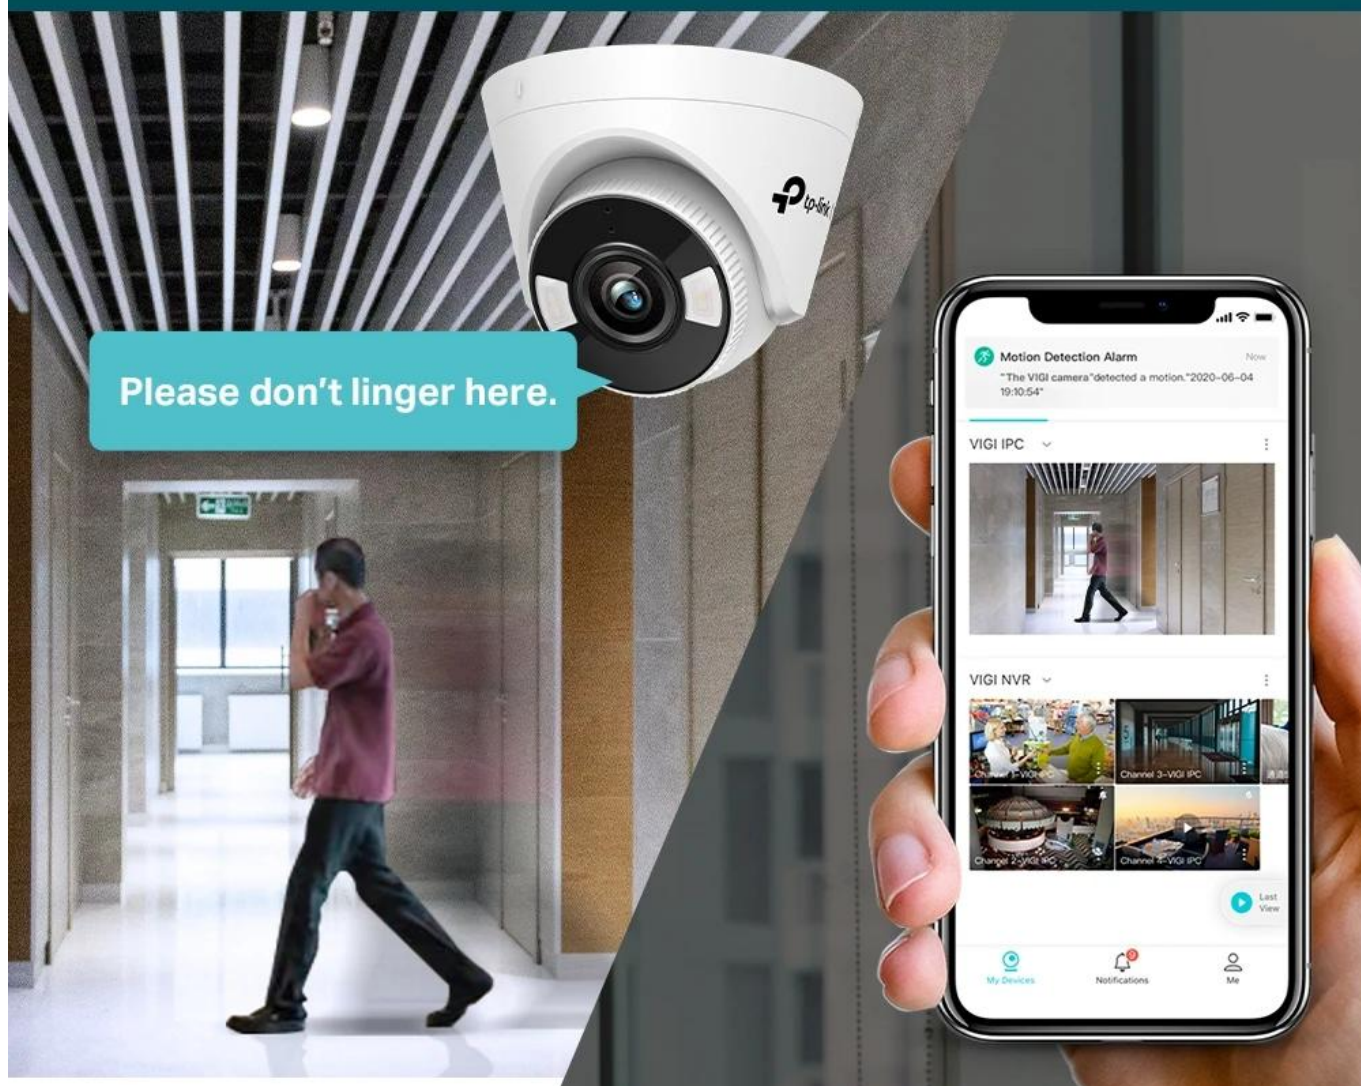 tp-link
Please don't linger here.
Motion Detection Alarm
Now
"The VIGI camera"detected a motion."2020-06-04
19:10:54"
VIGI IPC
VIGI NVR
Channel 1-VIGI IPC
Channel 3-VIGI IPC
Channel 2-VIGI IPC
Channel 4-VIGI IPC
Last
View
My Devices
Notifications
Me